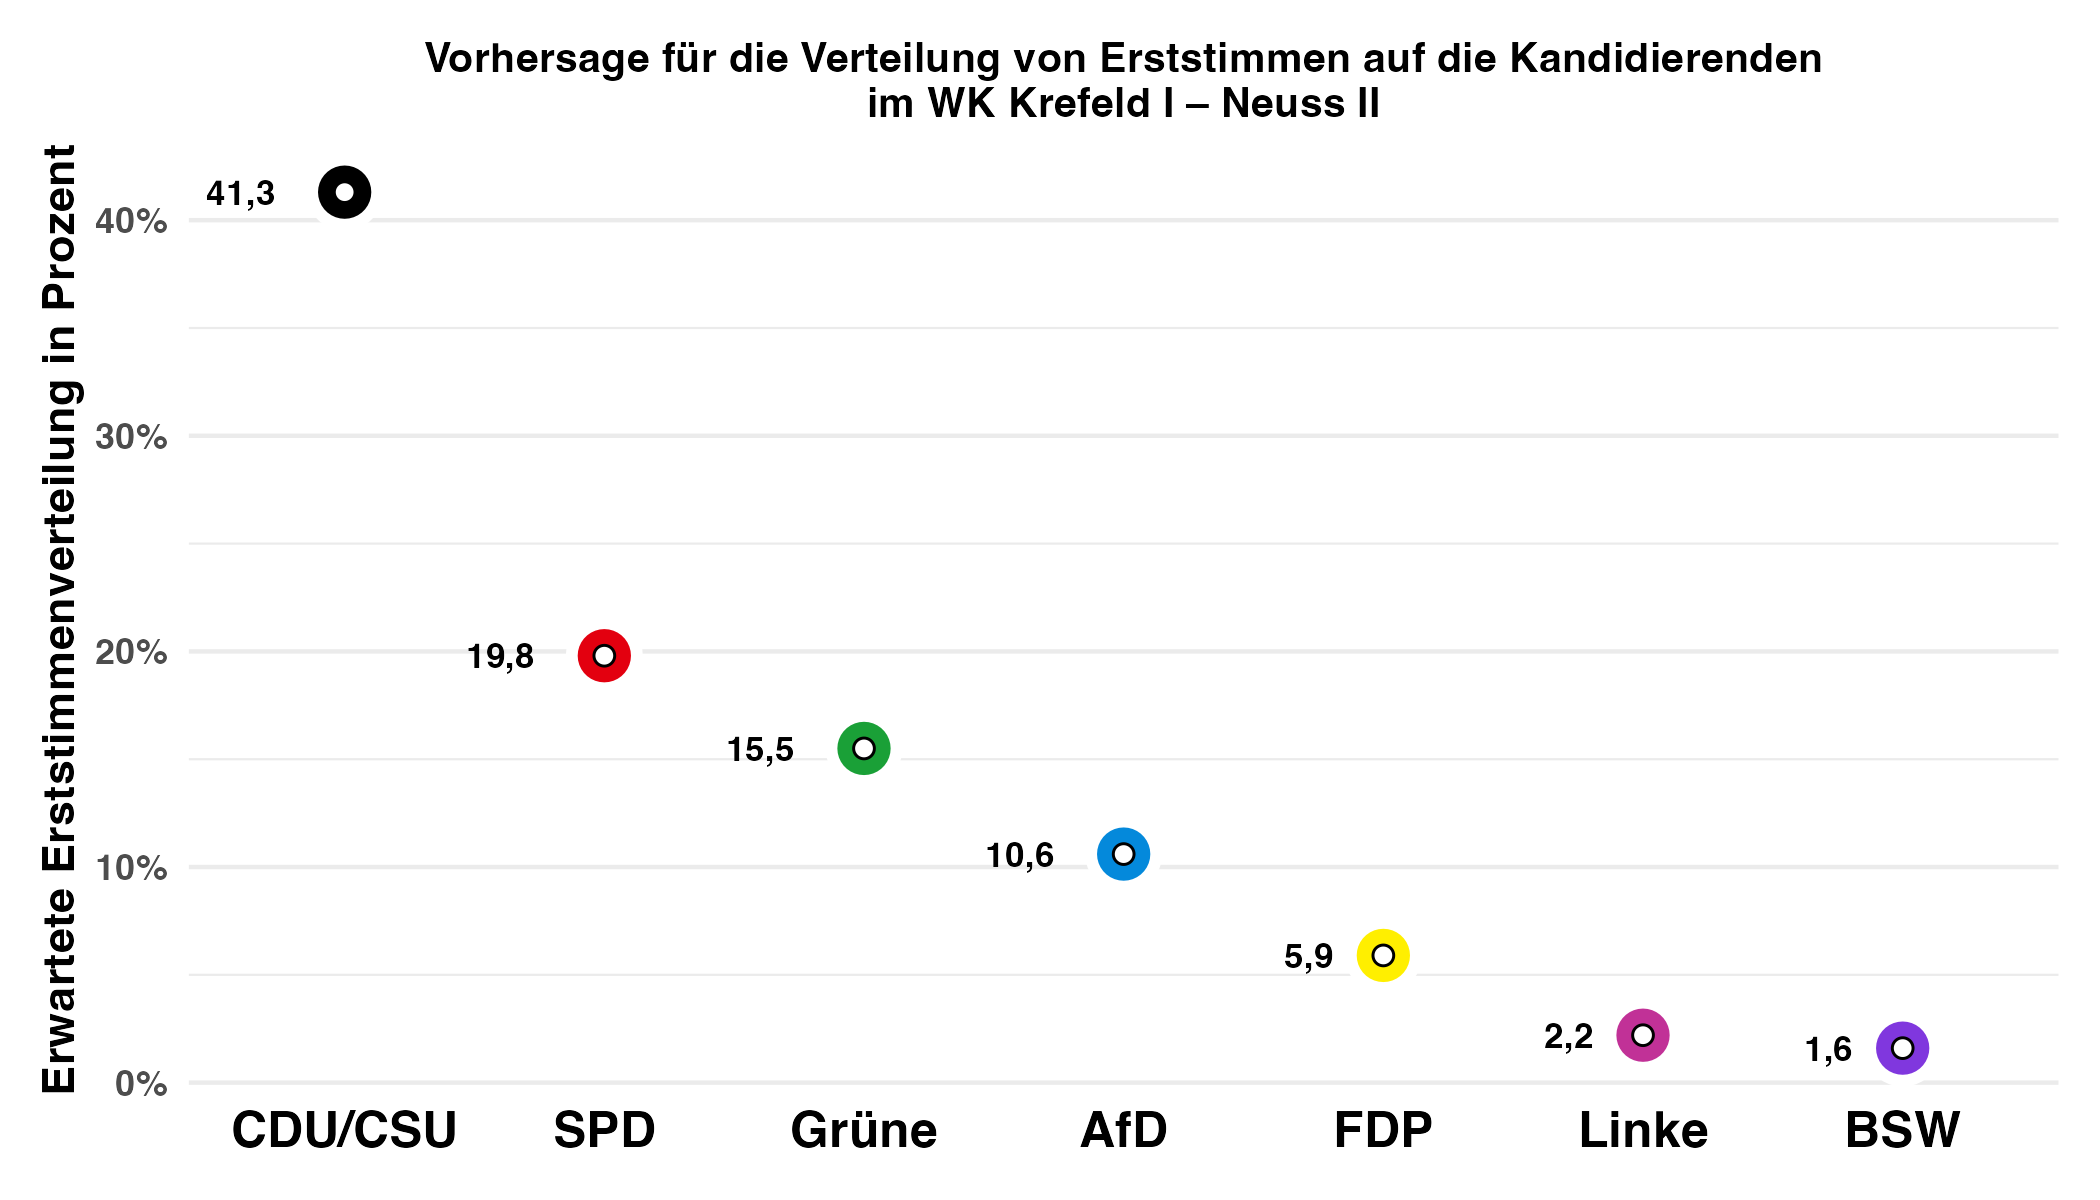 Vorhersage für die Verteilung von Erststimmen auf die Kandidierenden
im WK Krefeld I – Neuss II
Erwartete Erststimmenverteilung in Prozent
40%
30%
20%
10%
0%
41,3
19,8
15,5
10,6
5,9
2,2
1,6
CDU/CSU
SPD
Grüne
AfD
FDP
Linke
BSW